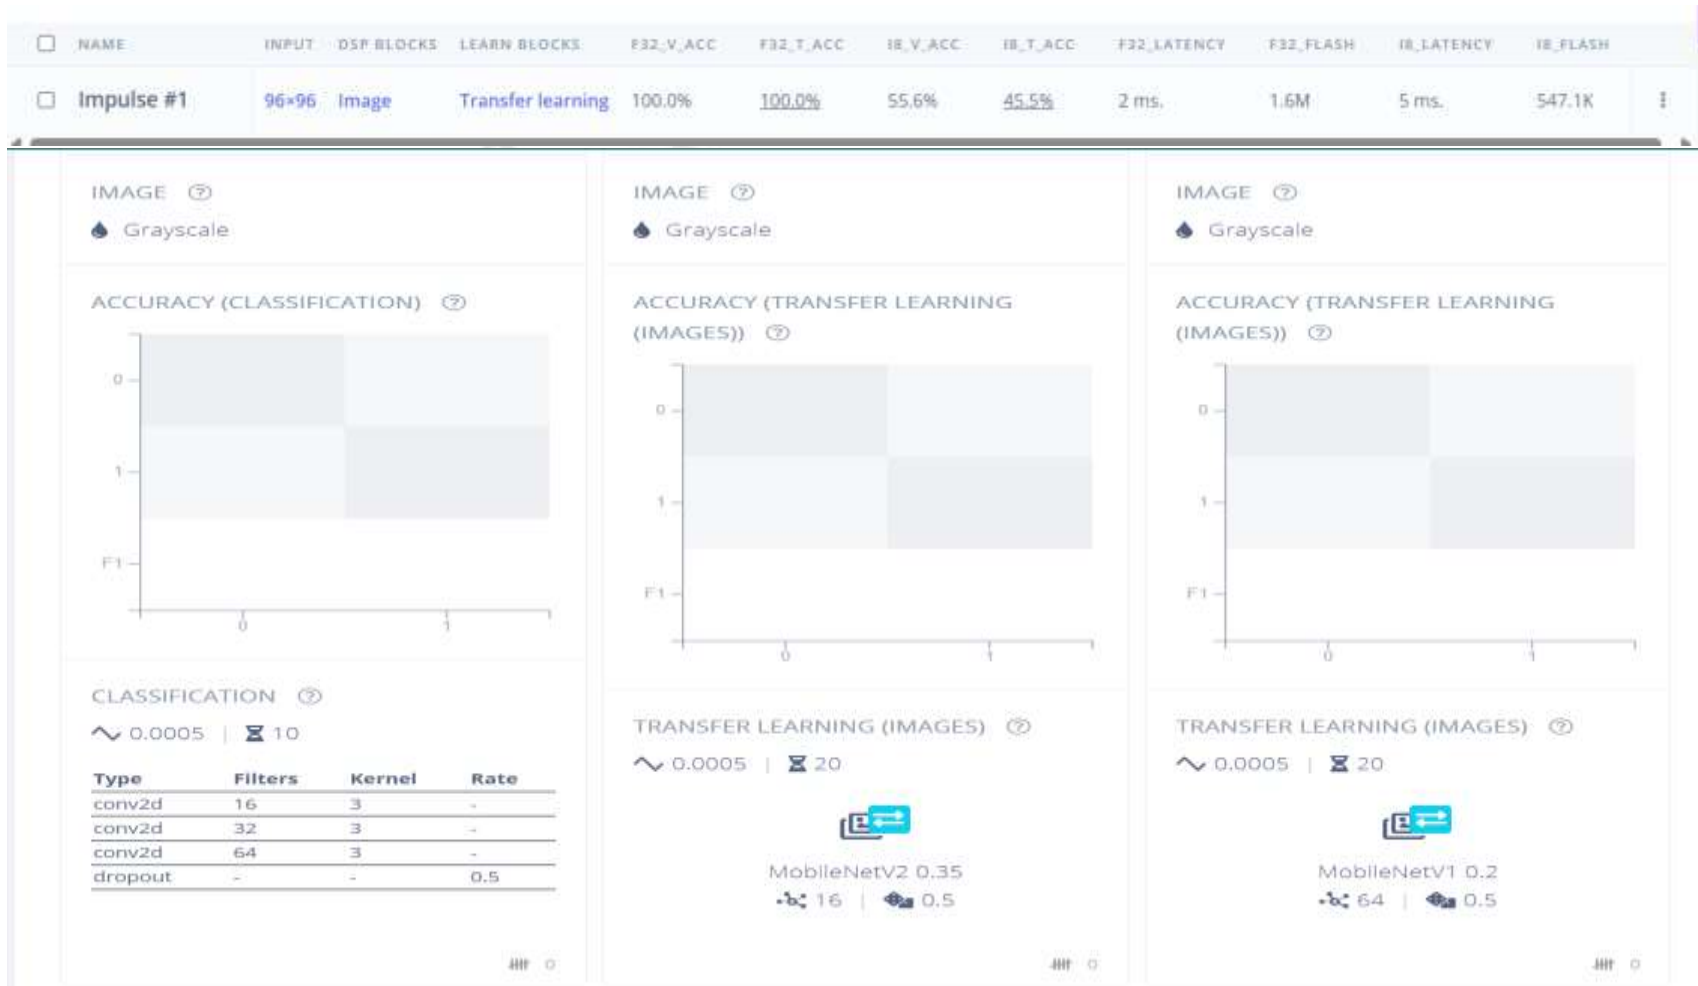 NAME INPUT DSP BLOCKS LEARN BLOCKS F32_V_ACC F32_T_ACC I8_V_ACC I8_T_ACC F32_LATENCY F32_FLASH I8_LATENCY I8_FLASH
Impulse #1 96×96 Image Transfer learning 100.0% 100.0% 55.6% 45.5% 2 ms. 1.6M 5 ms. 547.1K
IMAGE ?
Grayscale
ACCURACY (CLASSIFICATION) ?
0
1
F1
0 1
CLASSIFICATION ?
0.0005 | 10
Type Filters Kernel Rate
conv2d 16 3 -
conv2d 32 3 -
conv2d 64 3 -
dropout - - 0.5
0
IMAGE ?
Grayscale
ACCURACY (TRANSFER LEARNING
(IMAGES)) ?
0
1
F1
0 1
TRANSFER LEARNING (IMAGES) ?
0.0005 | 20
MobileNetV2 0.35
16 | 0.5
0
IMAGE ?
Grayscale
ACCURACY (TRANSFER LEARNING
(IMAGES)) ?
0
1
F1
0 1
TRANSFER LEARNING (IMAGES) ?
0.0005 | 20
MobileNetV1 0.2
64 | 0.5
0